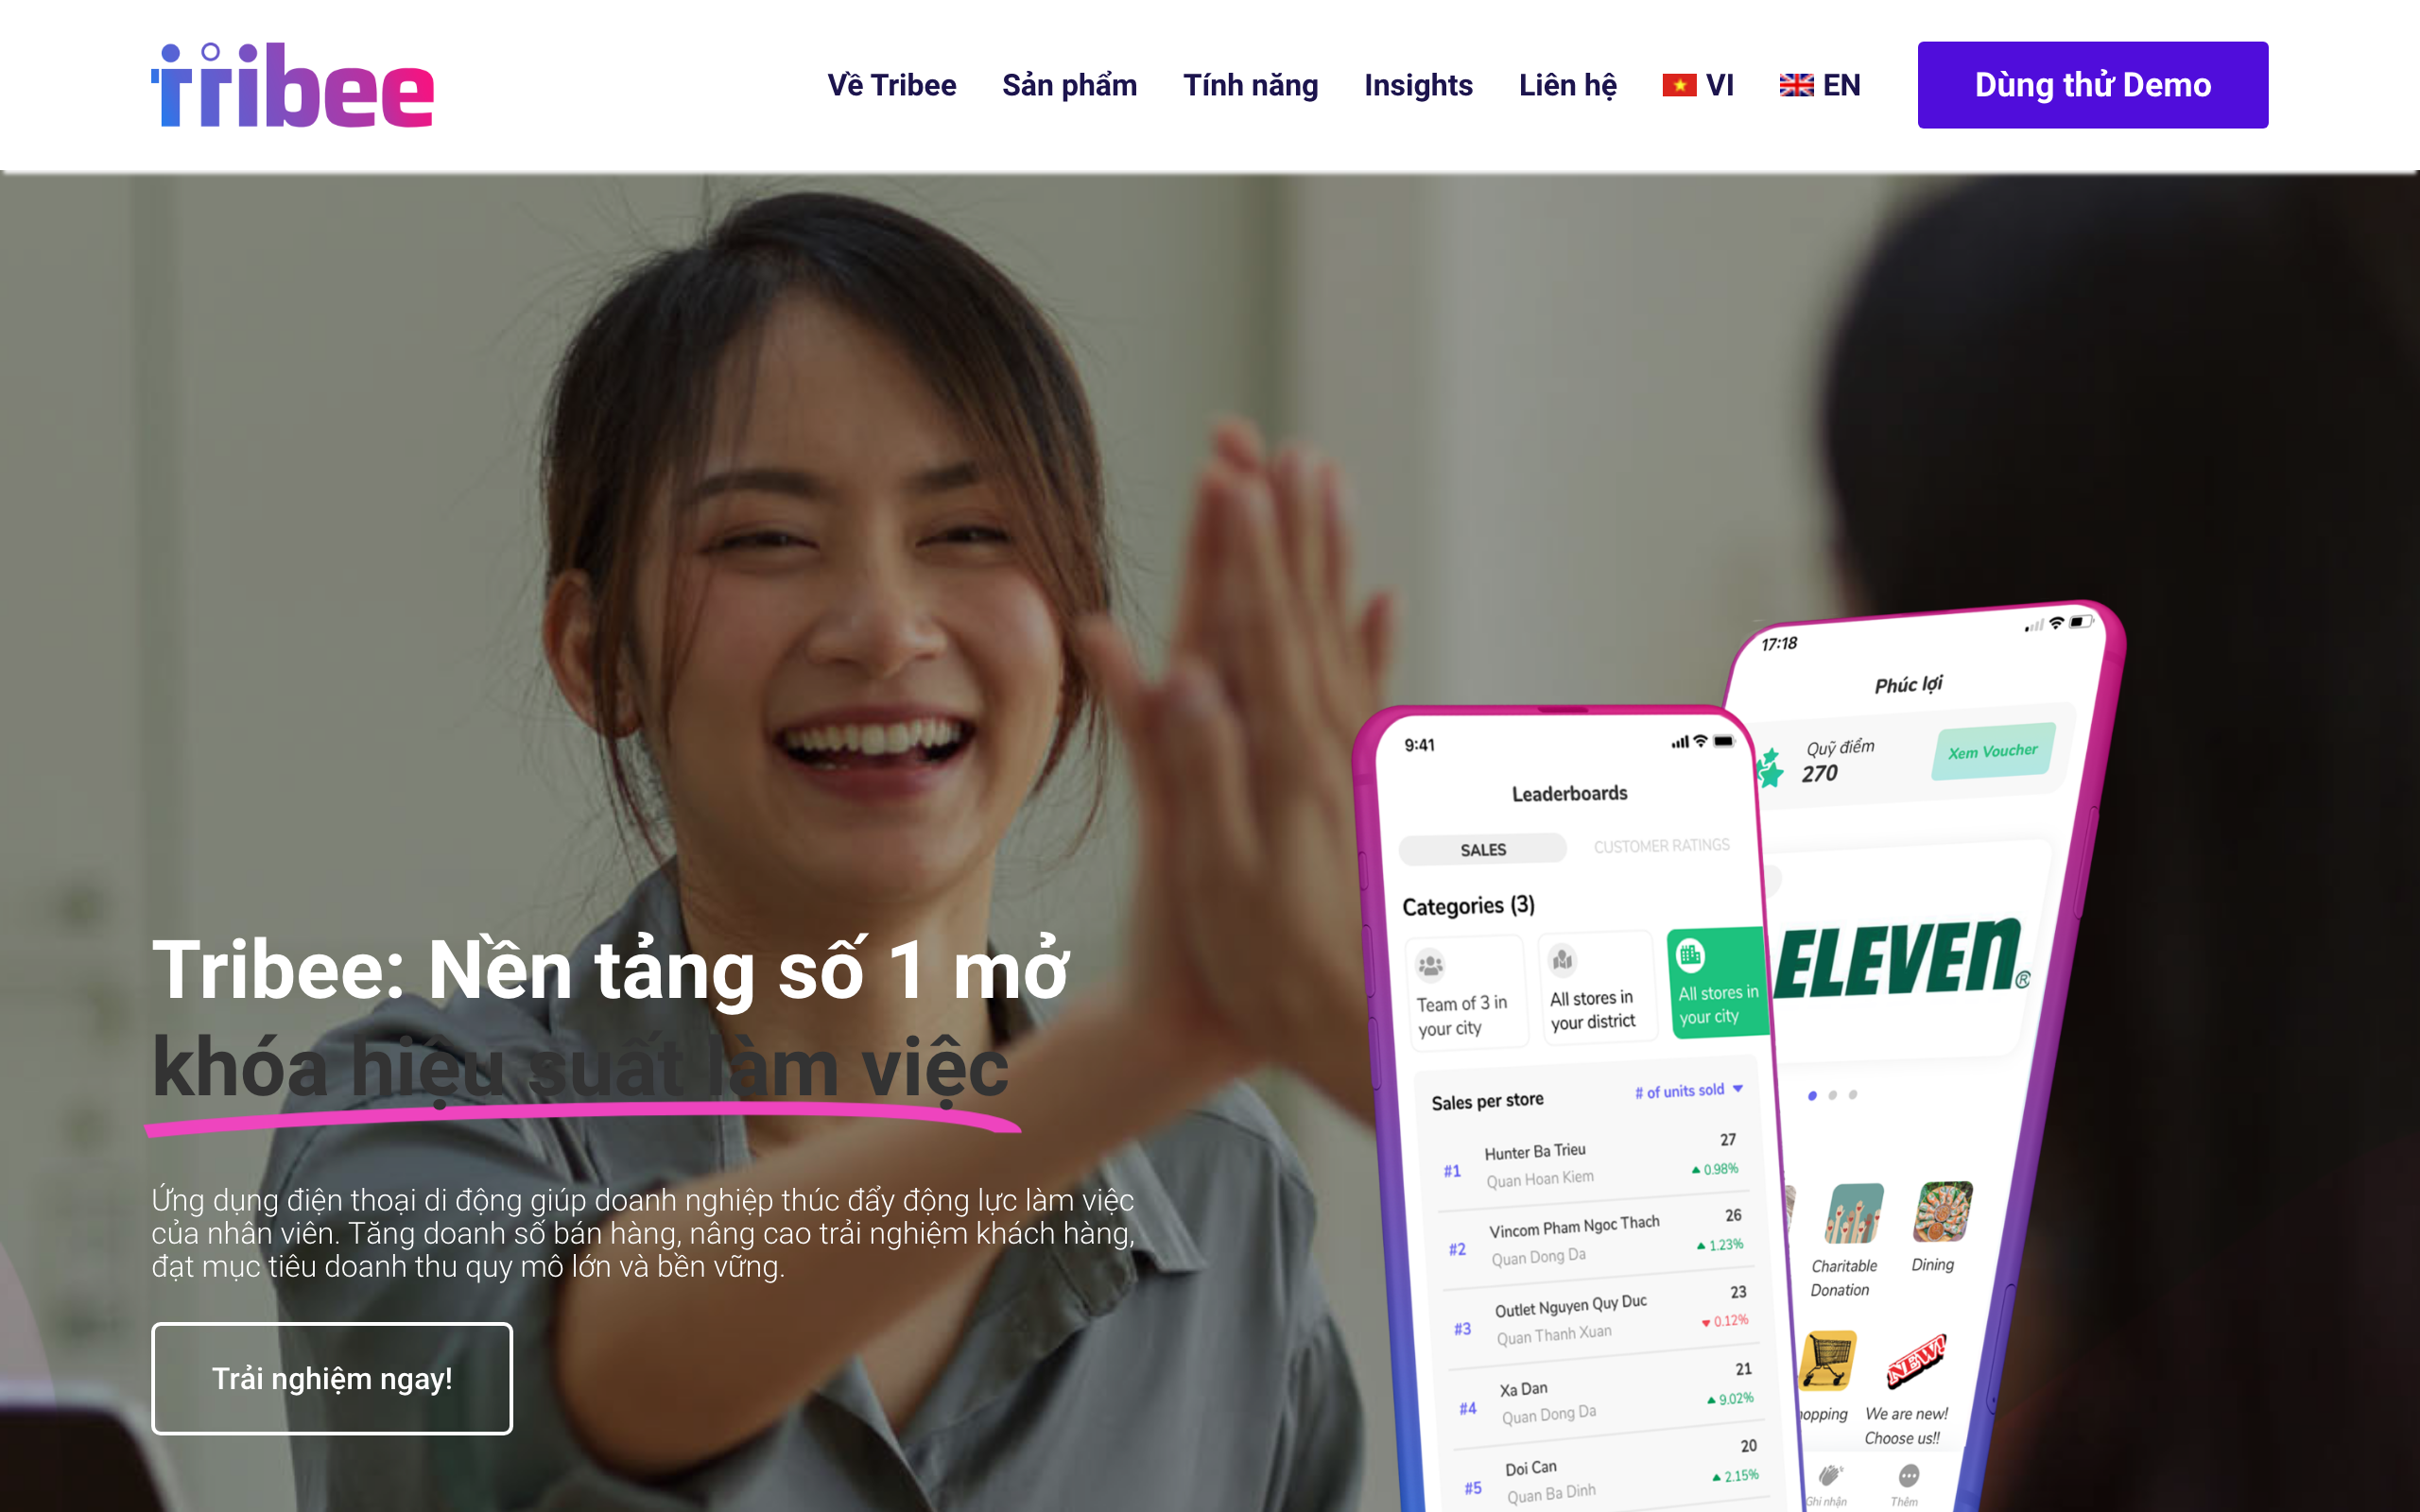 Tribee
Về Tribee
Sản phẩm
Tính năng
Insights
Liên hệ
VI
EN
Dùng thử Demo
Tribee: Nền tảng số 1 mở
khóa hiệu suất làm việc
Ứng dụng điện thoại di động giúp doanh nghiệp thúc đẩy động lực làm việc
của nhân viên. Tăng doanh số bán hàng, nâng cao trải nghiệm khách hàng,
đạt mục tiêu doanh thu quy mô lớn và bền vững.
Trải nghiệm ngay!
9:41
Leaderboards
SALES
CUSTOMER RATINGS
Categories (3)
Team of 3 in
your city
All stores in
your district
All stores in
your city
Sales per store
# of units sold
#1
Hunter Ba Trieu
Quan Hoan Kiem
27
0.98%
#2
Vincom Pham Ngoc Thach
Quan Dong Da
26
1.23%
#3
Outlet Nguyen Quy Duc
Quan Thanh Xuan
23
0.12%
#4
Xa Dan
Quan Dong Da
21
9.02%
#5
Doi Can
Quan Ba Dinh
20
2.15%
17:18
Phúc lợi
Quỹ điểm
270
Xem Voucher
ELEVEn®
Charitable
Donation
Dining
NEW!
hopping
We are new!
Choose us!!
Ghi nhận
Thêm